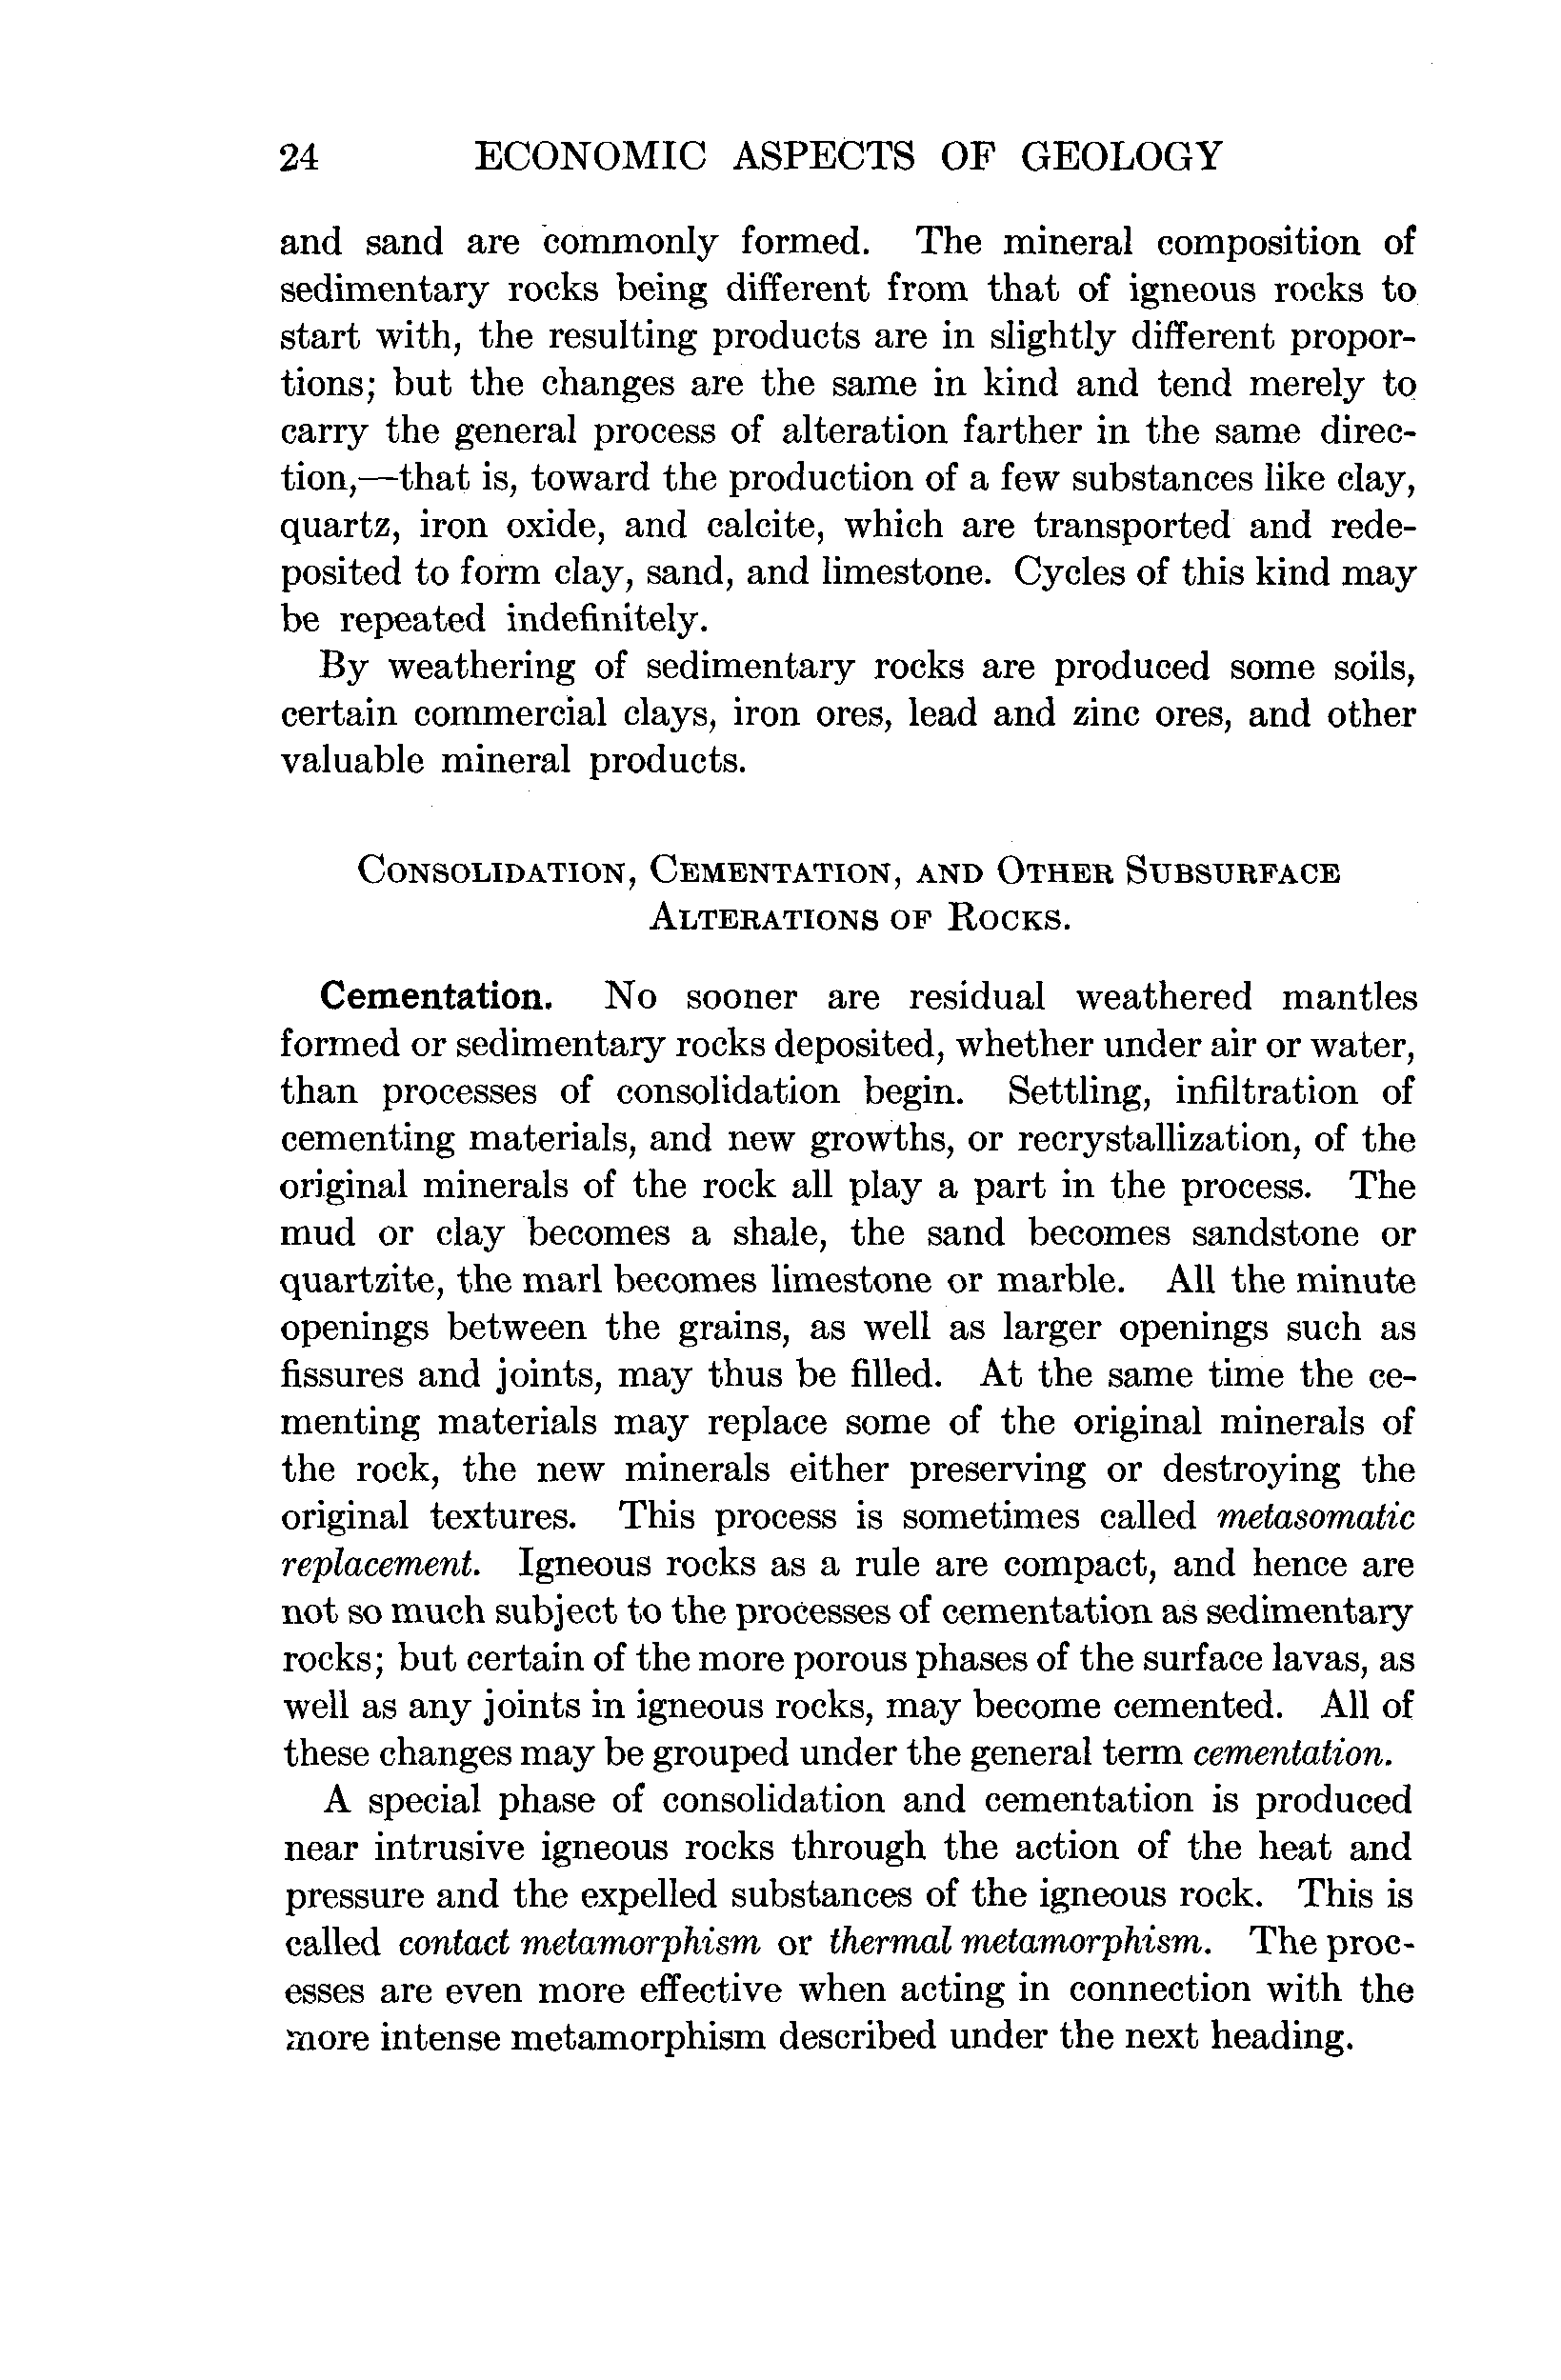 24 ECONOMIC ASPECTS OF GEOLOGY
and sand are commonly formed. The mineral composition of
sedimentary rocks being different from that of igneous rocks to
start with, the resulting products are in slightly different propor-
tions; but the changes are the same in kind and tend merely to
carry the general process of alteration farther in the same direc-
tion,—that is, toward the production of a few substances like clay,
quartz, iron oxide, and calcite, which are transported and rede-
posited to form clay, sand, and limestone. Cycles of this kind may
be repeated indefinitely.
By weathering of sedimentary rocks are produced some soils,
certain commercial clays, iron ores, lead and zinc ores, and other
valuable mineral products.
CONSOLIDATION, CEMENTATION, AND OTHER SUBSURFACE
ALTERATIONS OF ROCKS.
Cementation. No sooner are residual weathered mantles
formed or sedimentary rocks deposited, whether under air or water,
than processes of consolidation begin. Settling, infiltration of
cementing materials, and new growths, or recrystallization, of the
original minerals of the rock all play a part in the process. The
mud or clay becomes a shale, the sand becomes sandstone or
quartzite, the marl becomes limestone or marble. All the minute
openings between the grains, as well as larger openings such as
fissures and joints, may thus be filled. At the same time the ce-
menting materials may replace some of the original minerals of
the rock, the new minerals either preserving or destroying the
original textures. This process is sometimes called metasomatic
replacement. Igneous rocks as a rule are compact, and hence are
not so much subject to the processes of cementation as sedimentary
rocks; but certain of the more porous phases of the surface lavas, as
well as any joints in igneous rocks, may become cemented. All of
these changes may be grouped under the general term cementation.
A special phase of consolidation and cementation is produced
near intrusive igneous rocks through the action of the heat and
pressure and the expelled substances of the igneous rock. This is
called contact metamorphism or thermal metamorphism. The proc-
esses are even more effective when acting in connection with the
more intense metamorphism described under the next heading.